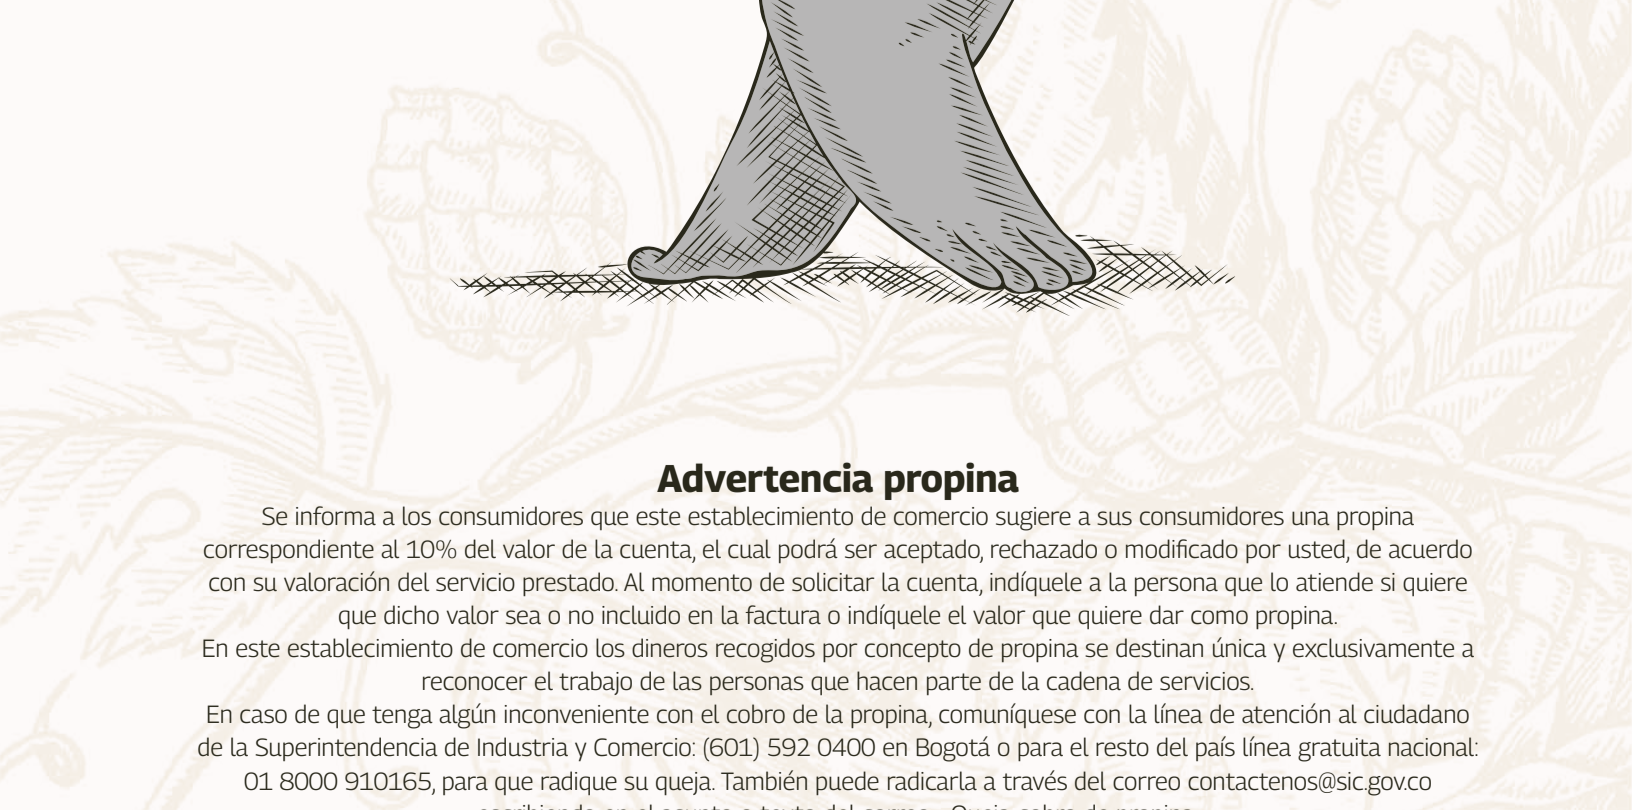 Advertencia propina
Se informa a los consumidores que este establecimiento de comercio sugiere a sus consumidores una propina
correspondiente al 10% del valor de la cuenta, el cual podrá ser aceptado, rechazado o modificado por usted, de acuerdo
con su valoración del servicio prestado. Al momento de solicitar la cuenta, indíquele a la persona que lo atiende si quiere
que dicho valor sea o no incluido en la factura o indíquele el valor que quiere dar como propina.
En este establecimiento de comercio los dineros recogidos por concepto de propina se destinan única y exclusivamente a
reconocer el trabajo de las personas que hacen parte de la cadena de servicios.
En caso de que tenga algún inconveniente con el cobro de la propina, comuníquese con la línea de atención al ciudadano
de la Superintendencia de Industria y Comercio: (601) 592 0400 en Bogotá o para el resto del país línea gratuita nacional:
01 8000 910165, para que radique su queja. También puede radicarla a través del correo contactenos@sic.gov.co